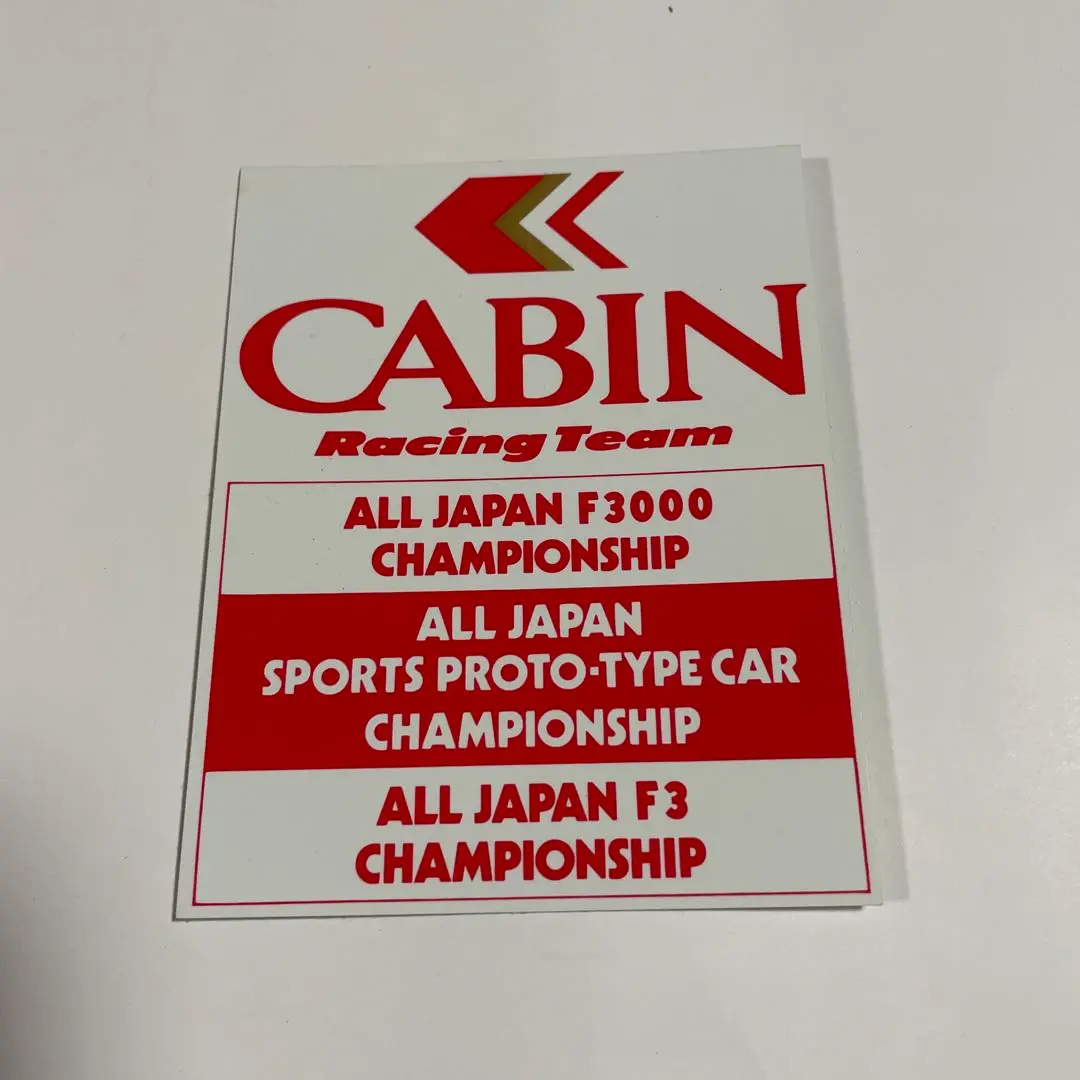 CABIN
Racing Team
ALL JAPAN F3000
CHAMPIONSHIP
ALL JAPAN
SPORTS PROTO-TYPE CAR
CHAMPIONSHIP
ALL JAPAN F3
CHAMPIONSHIP